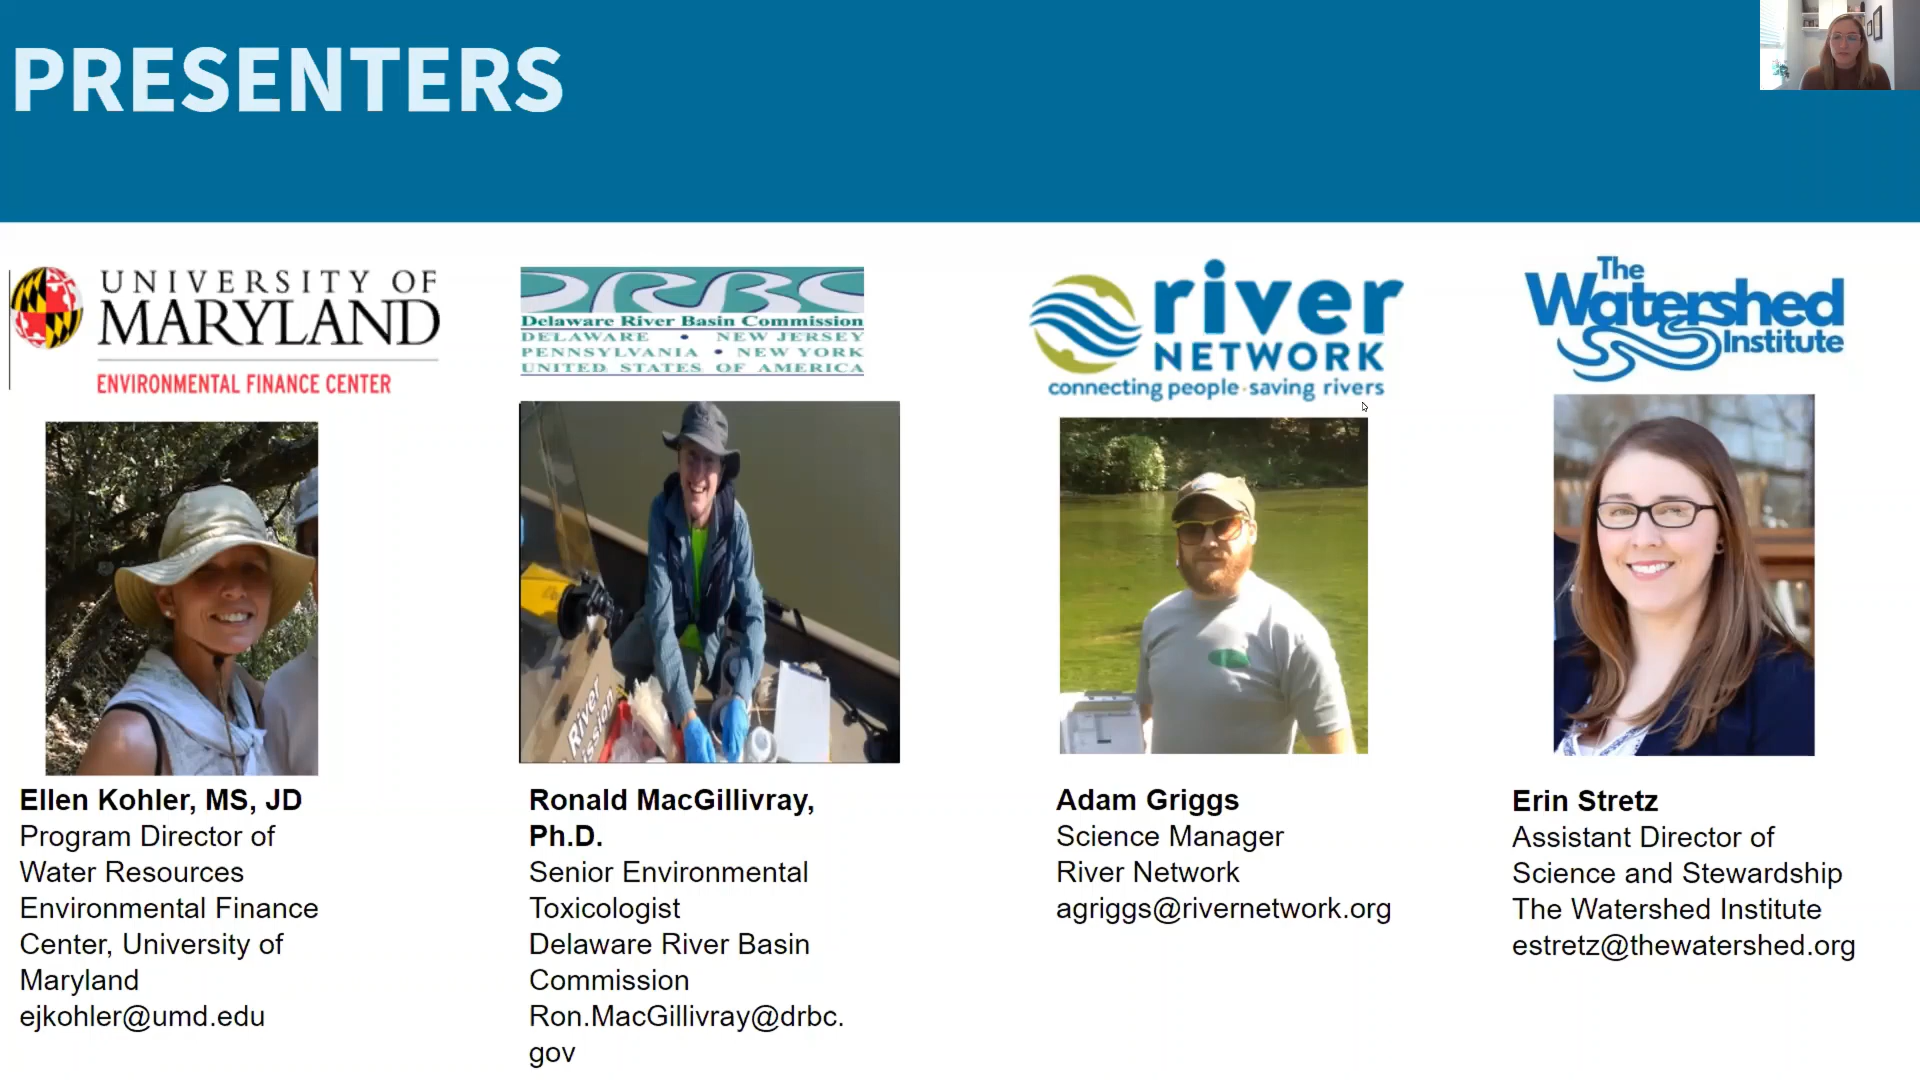 PRESENTERS
UNIVERSITY OF
MARYLAND
ENVIRONMENTAL FINANCE CENTER
DRBC
Delaware River Basin Commission
DELAWARE • NEW JERSEY
PENNSYLVANIA • NEW YORK
UNITED STATES OF AMERICA
river
NETWORK
connecting people · saving rivers
The
Watershed
Institute
River
Ellen Kohler, MS, JD
Program Director of
Water Resources
Environmental Finance
Center, University of
Maryland
ejkohler@umd.edu
Ronald MacGillivray,
Ph.D.
Senior Environmental
Toxicologist
Delaware River Basin
Commission
Ron.MacGillivray@drbc.
gov
Adam Griggs
Science Manager
River Network
agriggs@rivernetwork.org
Erin Stretz
Assistant Director of
Science and Stewardship
The Watershed Institute
estretz@thewatershed.org